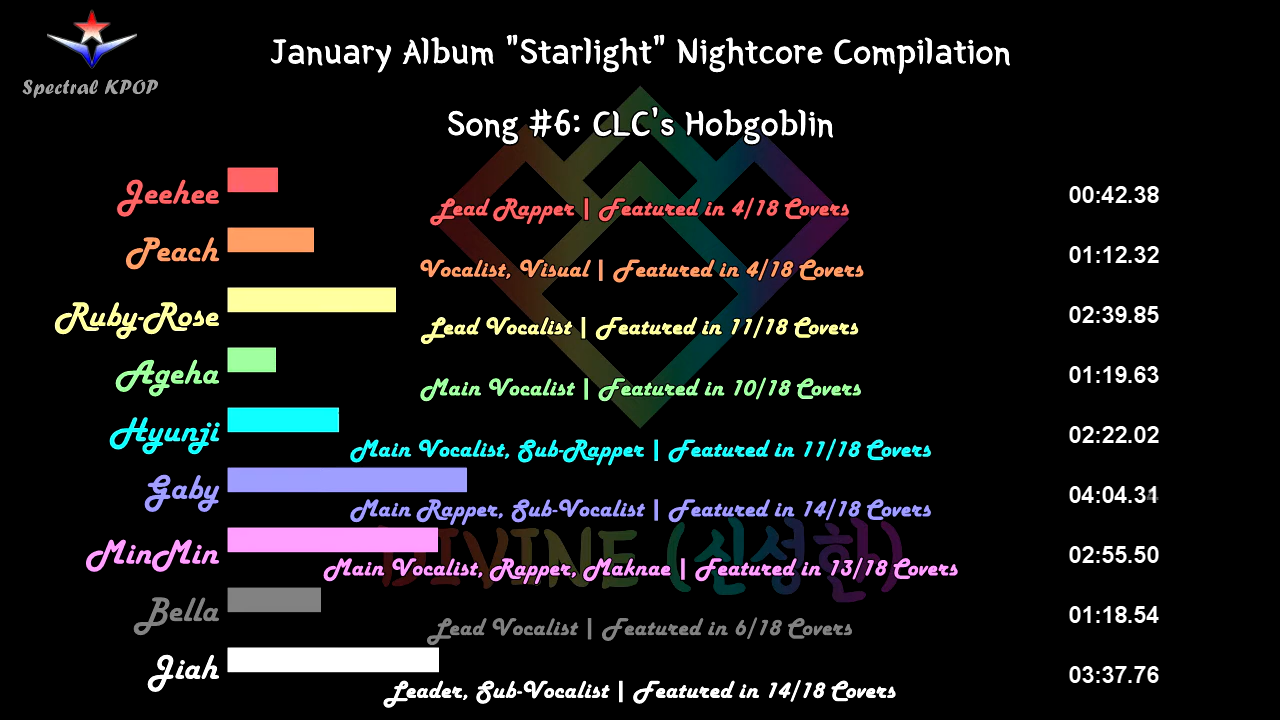 Spectral KPOP
January Album "Starlight" Nightcore Compilation
Song #6: CLC's Hobgoblin
Jeehee
Lead Rapper | Featured in 4/18 Covers
00:42.38
Peach
Vocalist, Visual | Featured in 4/18 Covers
01:12.32
Ruby-Rose
Lead Vocalist | Featured in 11/18 Covers
02:39.85
Ageha
Main Vocalist | Featured in 10/18 Covers
01:19.63
Hyunji
Main Vocalist, Sub-Rapper | Featured in 11/18 Covers
02:22.02
Gaby
Main Rapper, Sub-Vocalist | Featured in 14/18 Covers
04:04.31
DIVINE (신성한)
MinMin
Main Vocalist, Rapper, Maknae | Featured in 13/18 Covers
02:55.50
Bella
Lead Vocalist | Featured in 6/18 Covers
01:18.54
Jiah
Leader, Sub-Vocalist | Featured in 14/18 Covers
03:37.76